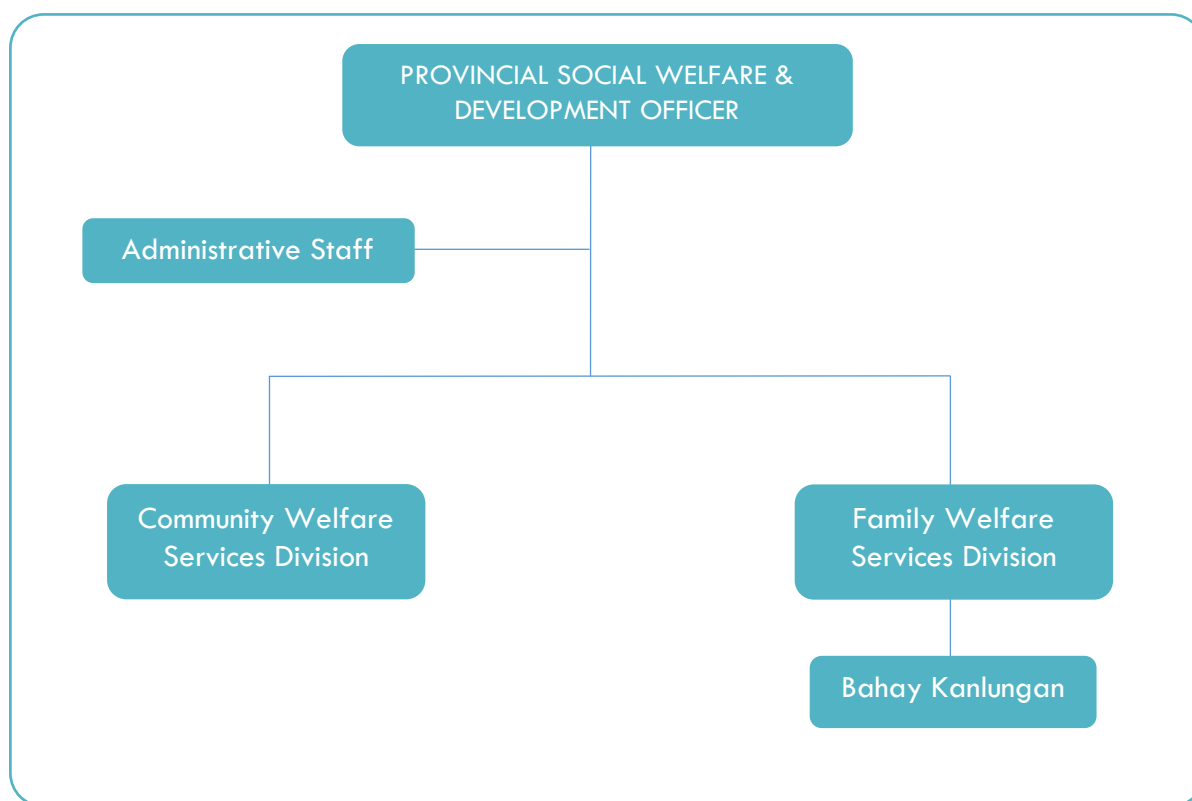 PROVINCIAL SOCIAL WELFARE &
DEVELOPMENT OFFICER
Administrative Staff
Community Welfare
Services Division
Family Welfare
Services Division
Bahay Kanlungan